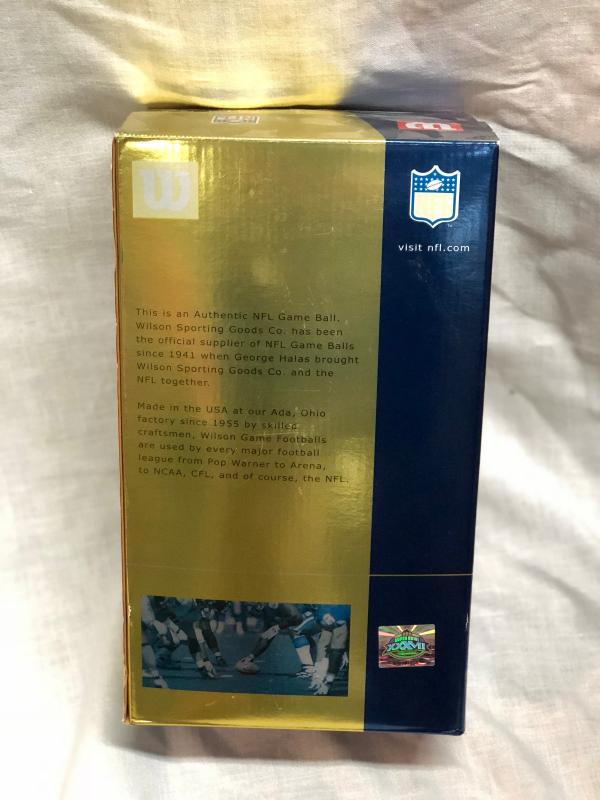 W
visit nfl.com
This is an Authentic NFL Game Ball.
Wilson Sporting Goods Co. has been
the official supplier of NFL Game Balls
since 1941 when George Halas brought
Wilson Sporting Goods Co. and the
NFL together.
Made in the USA at our Ada, Ohio
factory since 1955 by skilled
craftsmen, Wilson Game Footballs
are used by every major football
league from Pop Warner to Arena,
to NCAA, CFL, and of course, the NFL.
SUPER BOWL
XXXVII